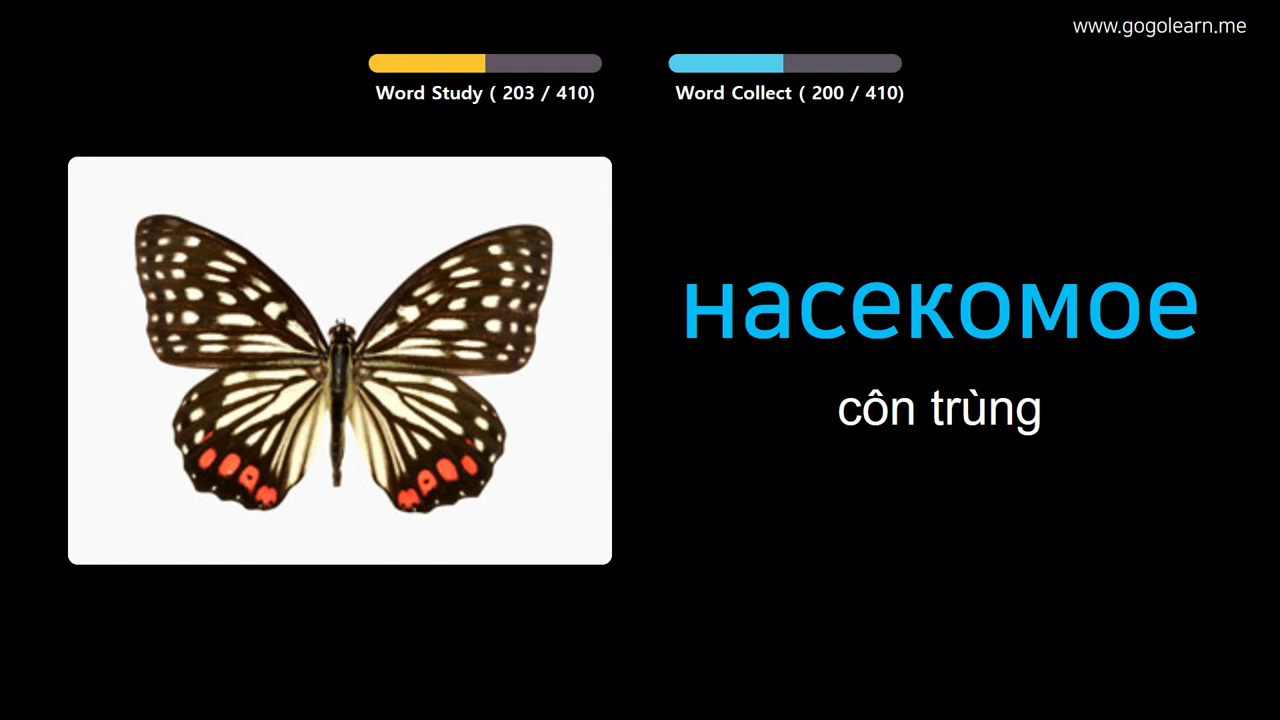 www.gogolearn.me
Word Study ( 203 / 410)
Word Collect ( 200 / 410)
насекомое
côn trùng